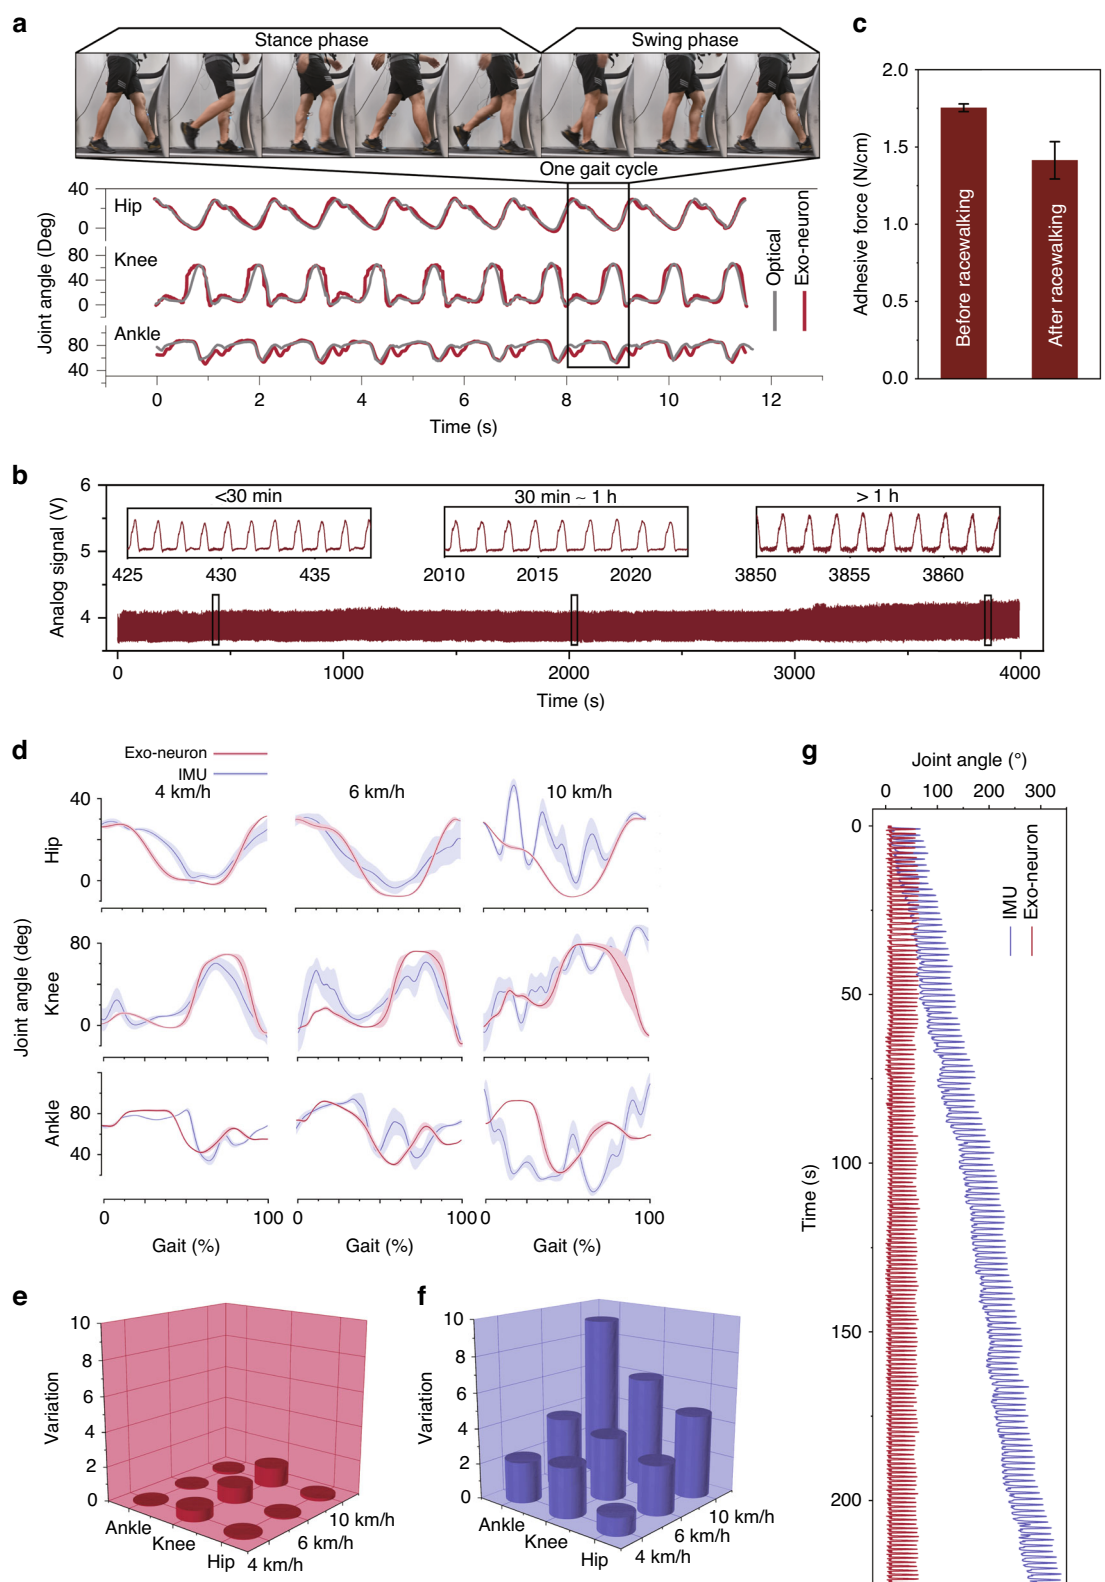 a
Stance phase
Swing phase
One gait cycle
Joint angle (Deg)
40
Hip
0
80
Knee
40
0
Ankle
80
40
Optical
Exo-neuron
0 2 4 6 8 10 12
Time (s)
c
Adhesive force (N/cm)
2.0
1.5
1.0
0.5
0.0
Before racewalking
After racewalking
b
Analog signal (V)
6
5
4
<30 min
425 430 435
30 min ~ 1 h
2010 2015 2020
> 1 h
3850 3855 3860
0 1000 2000 3000 4000
Time (s)
d
Exo-neuron
IMU
4 km/h 6 km/h 10 km/h
Joint angle (deg)
Hip
40
0
Knee
80
0
Ankle
80
40
0 100 0 100 0 100
Gait (%) Gait (%) Gait (%)
e
Variation
10
8
6
4
2
0
Ankle
Knee
Hip
4 km/h
6 km/h
10 km/h
f
Variation
10
8
6
4
2
0
Ankle
Knee
Hip
4 km/h
6 km/h
10 km/h
g
Joint angle (°)
0 100 200 300
Time (s)
0
50
100
150
200
IMU
Exo-neuron